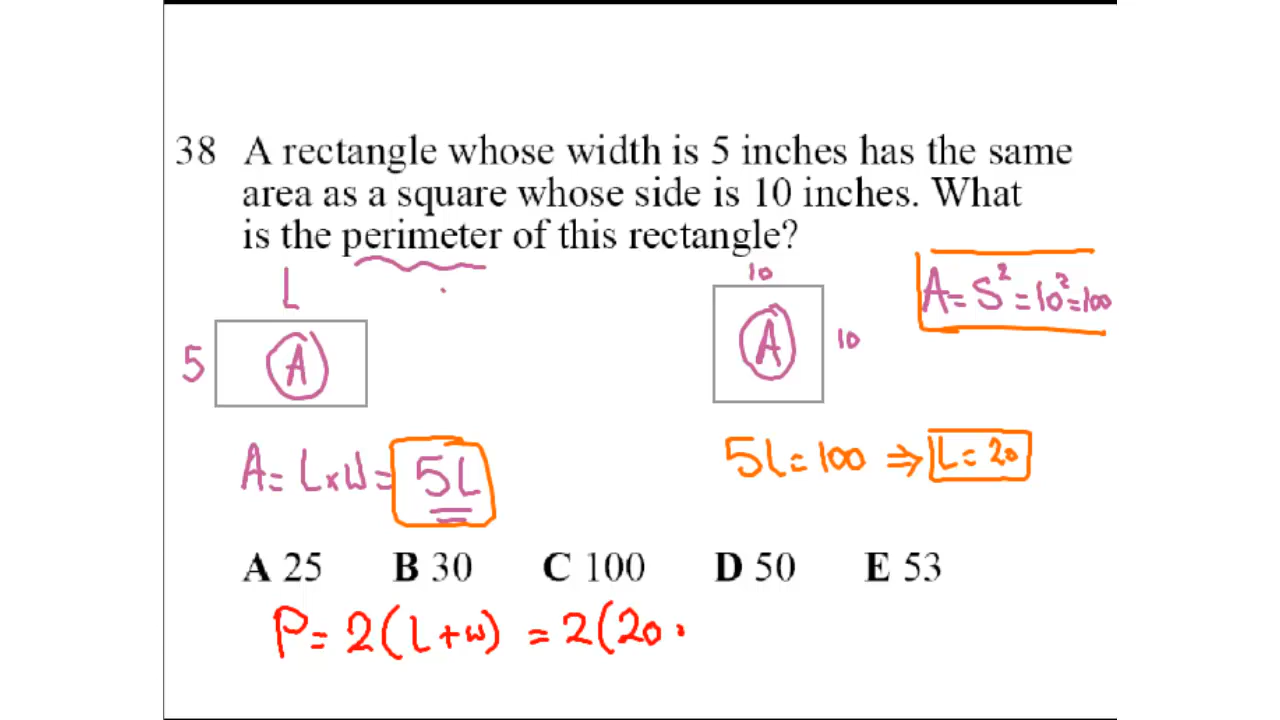 38 A rectangle whose width is 5 inches has the same
area as a square whose side is 10 inches. What
is the perimeter of this rectangle?
L
5
A
10
A
10
A = S² = 10² = 100
A = L x W = 5L
5L = 100 ⇒ L = 20
A 25 B 30 C 100 D 50 E 53
P = 2 ( L + w ) = 2 ( 20